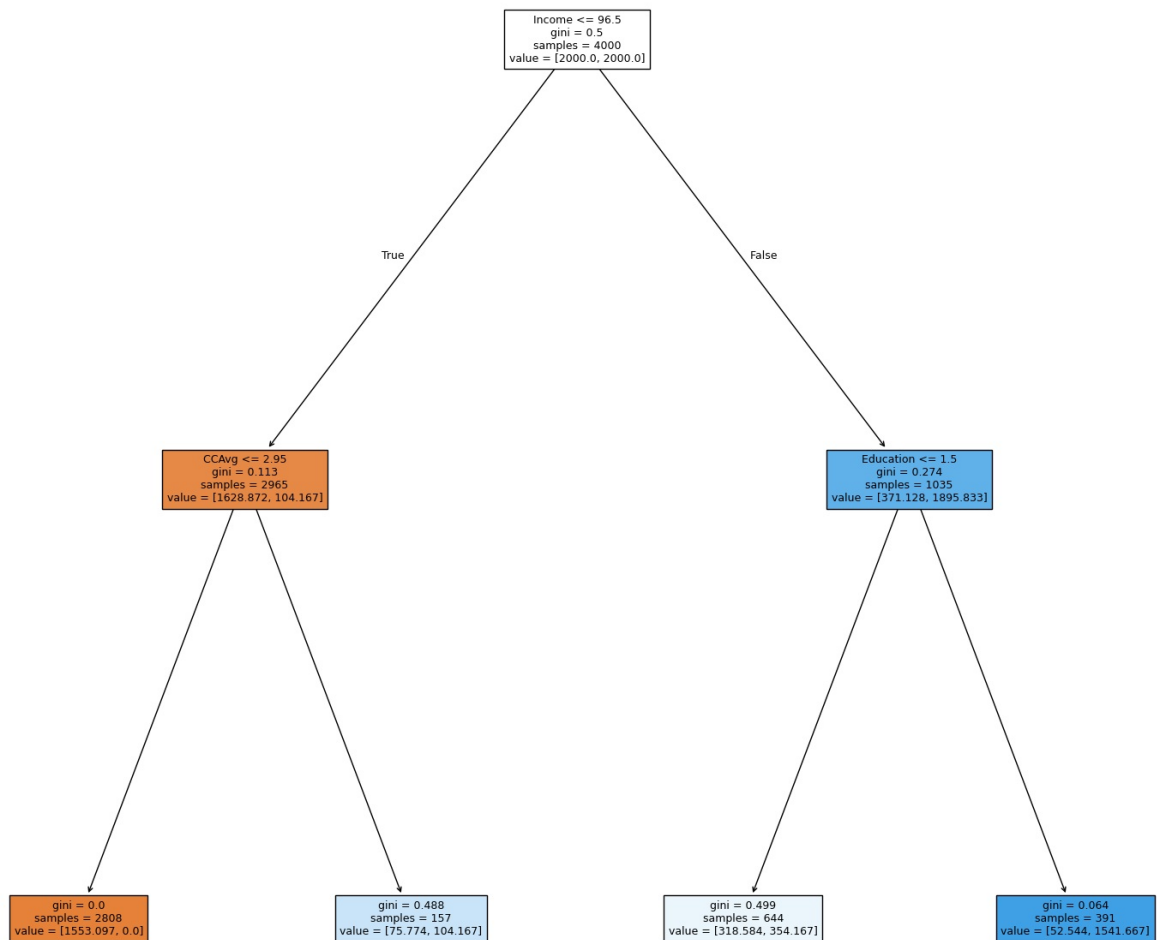 Income <= 96.5
gini = 0.5
samples = 4000
value = [2000.0, 2000.0]
True
False
CCAvg <= 2.95
gini = 0.113
samples = 2965
value = [1628.872, 104.167]
Education <= 1.5
gini = 0.274
samples = 1035
value = [371.128, 1895.833]
gini = 0.0
samples = 2808
value = [1553.097, 0.0]
gini = 0.488
samples = 157
value = [75.774, 104.167]
gini = 0.499
samples = 644
value = [318.584, 354.167]
gini = 0.064
samples = 391
value = [52.544, 1541.667]